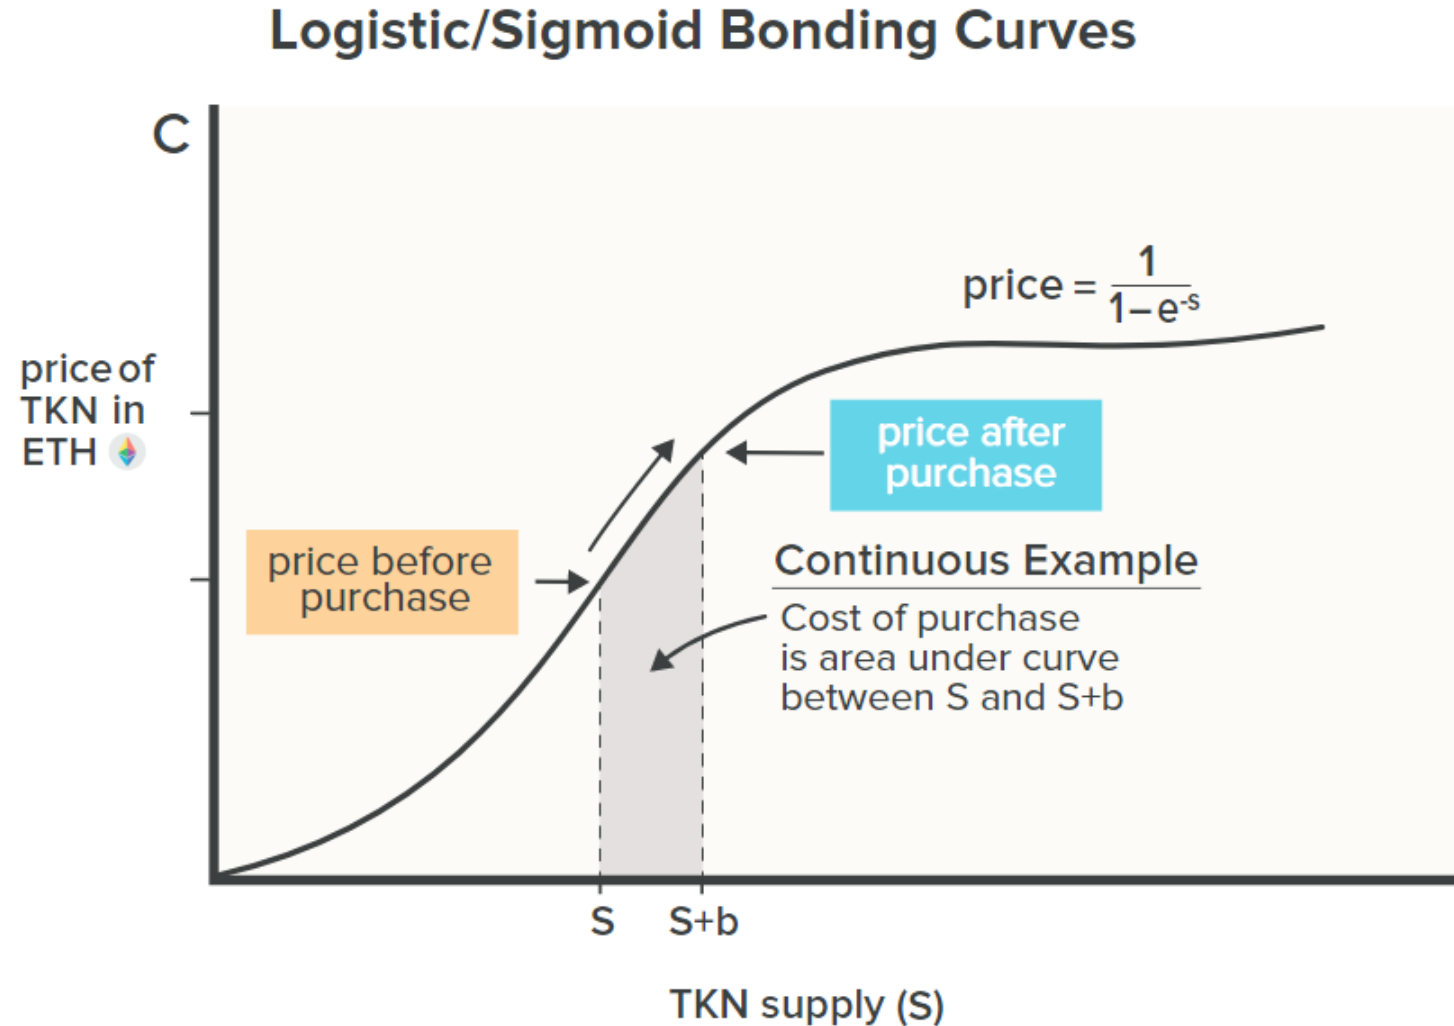 Logistic/Sigmoid Bonding Curves
C
price = 1
1 – e^-s
price of
TKN in
ETH
price after
purchase
price before
purchase
Continuous Example
Cost of purchase
is area under curve
between S and S+b
S
S+b
TKN supply (S)